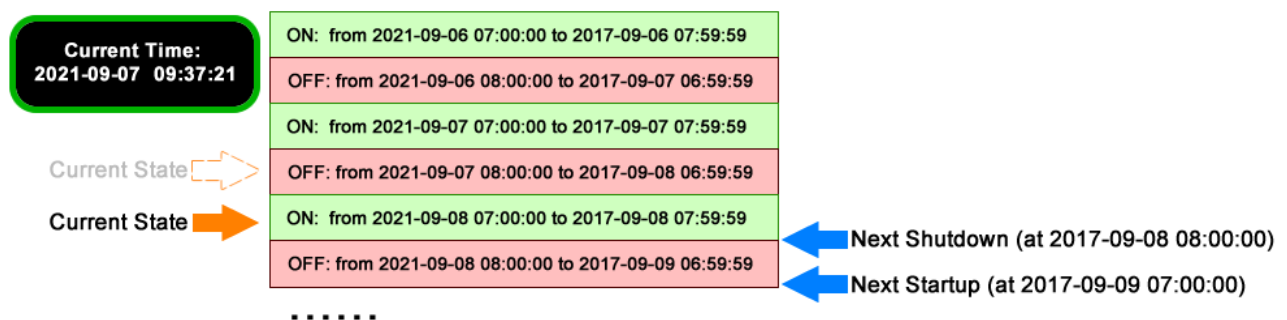 Current Time:
2021-09-07 09:37:21
ON: from 2021-09-06 07:00:00 to 2017-09-06 07:59:59
OFF: from 2021-09-06 08:00:00 to 2017-09-07 06:59:59
ON: from 2021-09-07 07:00:00 to 2017-09-07 07:59:59
Current State
OFF: from 2021-09-07 08:00:00 to 2017-09-08 06:59:59
Current State
ON: from 2021-09-08 07:00:00 to 2017-09-08 07:59:59
Next Shutdown (at 2017-09-08 08:00:00)
OFF: from 2021-09-08 08:00:00 to 2017-09-09 06:59:59
Next Startup (at 2017-09-09 07:00:00)
......